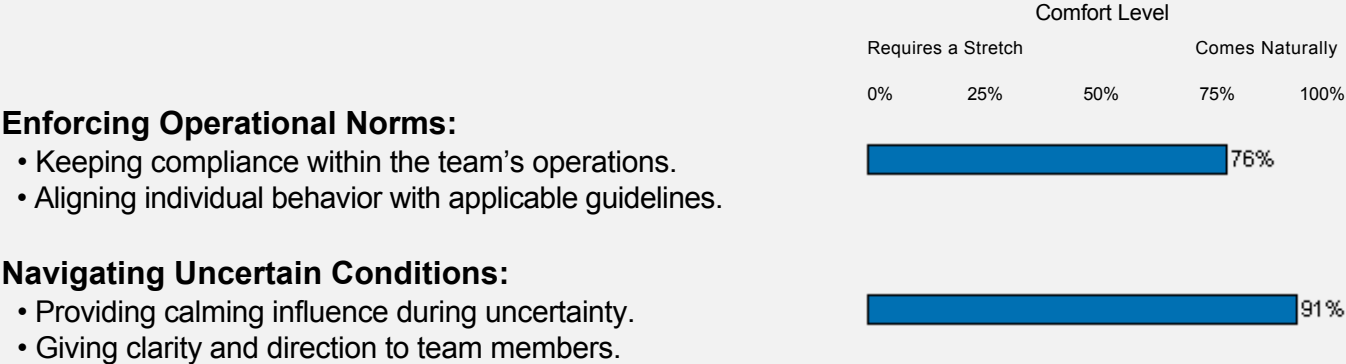 Comfort Level
Requires a Stretch Comes Naturally
0% 25% 50% 75% 100%
Enforcing Operational Norms:
• Keeping compliance within the team’s operations.
76%
• Aligning individual behavior with applicable guidelines.
Navigating Uncertain Conditions:
• Providing calming influence during uncertainty.
91%
• Giving clarity and direction to team members.